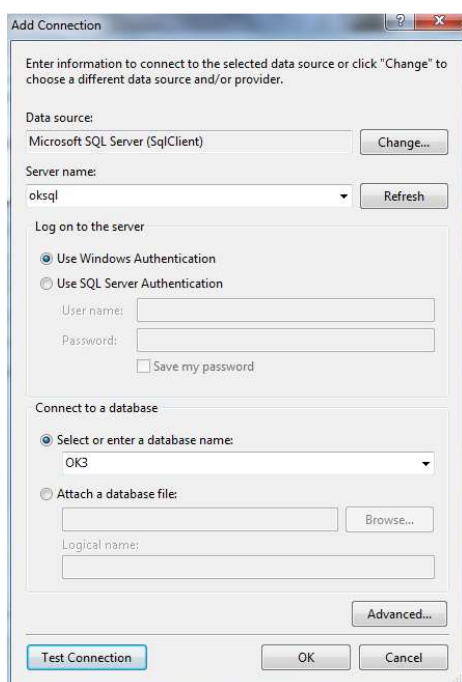 Add Connection
?
Enter information to connect to the selected data source or click "Change" to
choose a different data source and/or provider.
Data source:
Microsoft SQL Server (SqlClient)
Change...
Server name:
oksql
Refresh
Log on to the server
Use Windows Authentication
Use SQL Server Authentication
User name:
Password:
Save my password
Connect to a database
Select or enter a database name:
OK3
Attach a database file:
Browse...
Logical name:
Advanced...
Test Connection
OK
Cancel